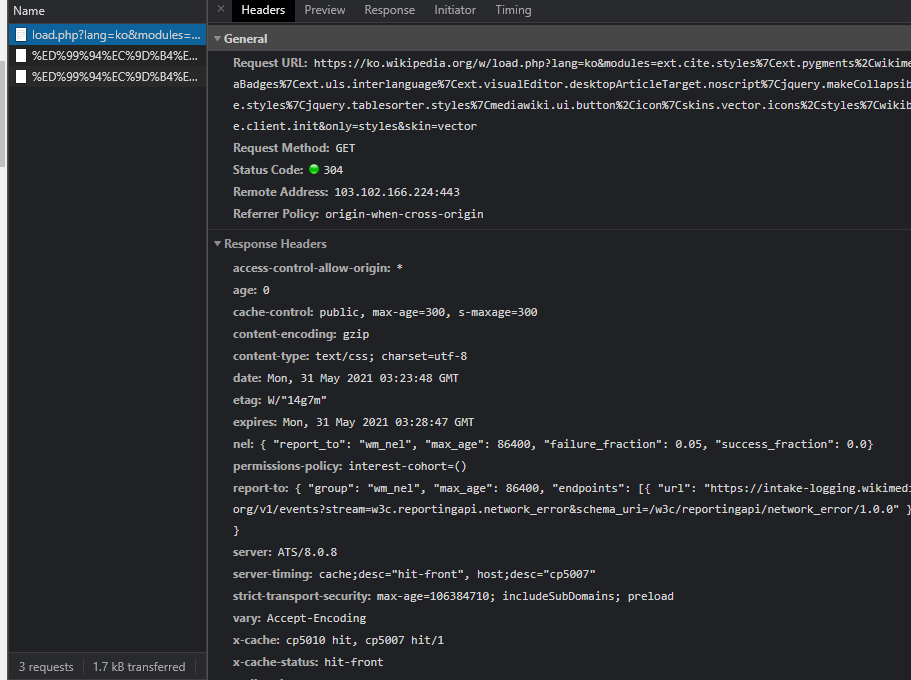 Name
load.php?lang=ko&modules=...
%ED%99%94%EC%9D%B4%E...
%ED%99%94%EC%9D%B4%E...
3 requests 1.7 kB transferred
× Headers Preview Response Initiator Timing
General
Request URL: https://ko.wikipedia.org/w/load.php?lang=ko&modules=ext.cite.styles%7Cext.pygments%2Cwikime
aBadges%7Cext.uls.interlanguage%7Cext.visualEditor.desktopArticleTarget.noscript%7Cjquery.makeCollapsib
e.styles%7Cjquery.tablesorter.styles%7Cmediawiki.ui.button%2Cicon%7Cskins.vector.icons%2Cstyles%7Cwikib
e.client.init&only=styles&skin=vector
Request Method: GET
Status Code: 304
Remote Address: 103.102.166.224:443
Referrer Policy: origin-when-cross-origin
Response Headers
access-control-allow-origin: *
age: 0
cache-control: public, max-age=300, s-maxage=300
content-encoding: gzip
content-type: text/css; charset=utf-8
date: Mon, 31 May 2021 03:23:48 GMT
etag: W/"14g7m"
expires: Mon, 31 May 2021 03:28:47 GMT
nel: { "report_to": "wm_nel", "max_age": 86400, "failure_fraction": 0.05, "success_fraction": 0.0}
permissions-policy: interest-cohort=()
report-to: { "group": "wm_nel", "max_age": 86400, "endpoints": [{ "url": "https://intake-logging.wikimedi
org/v1/events?stream=w3c.reportingapi.network_error&schema_uri=/w3c/reportingapi/network_error/1.0.0" }
}
server: ATS/8.0.8
server-timing: cache;desc="hit-front", host;desc="cp5007"
strict-transport-security: max-age=106384710; includeSubDomains; preload
vary: Accept-Encoding
x-cache: cp5010 hit, cp5007 hit/1
x-cache-status: hit-front